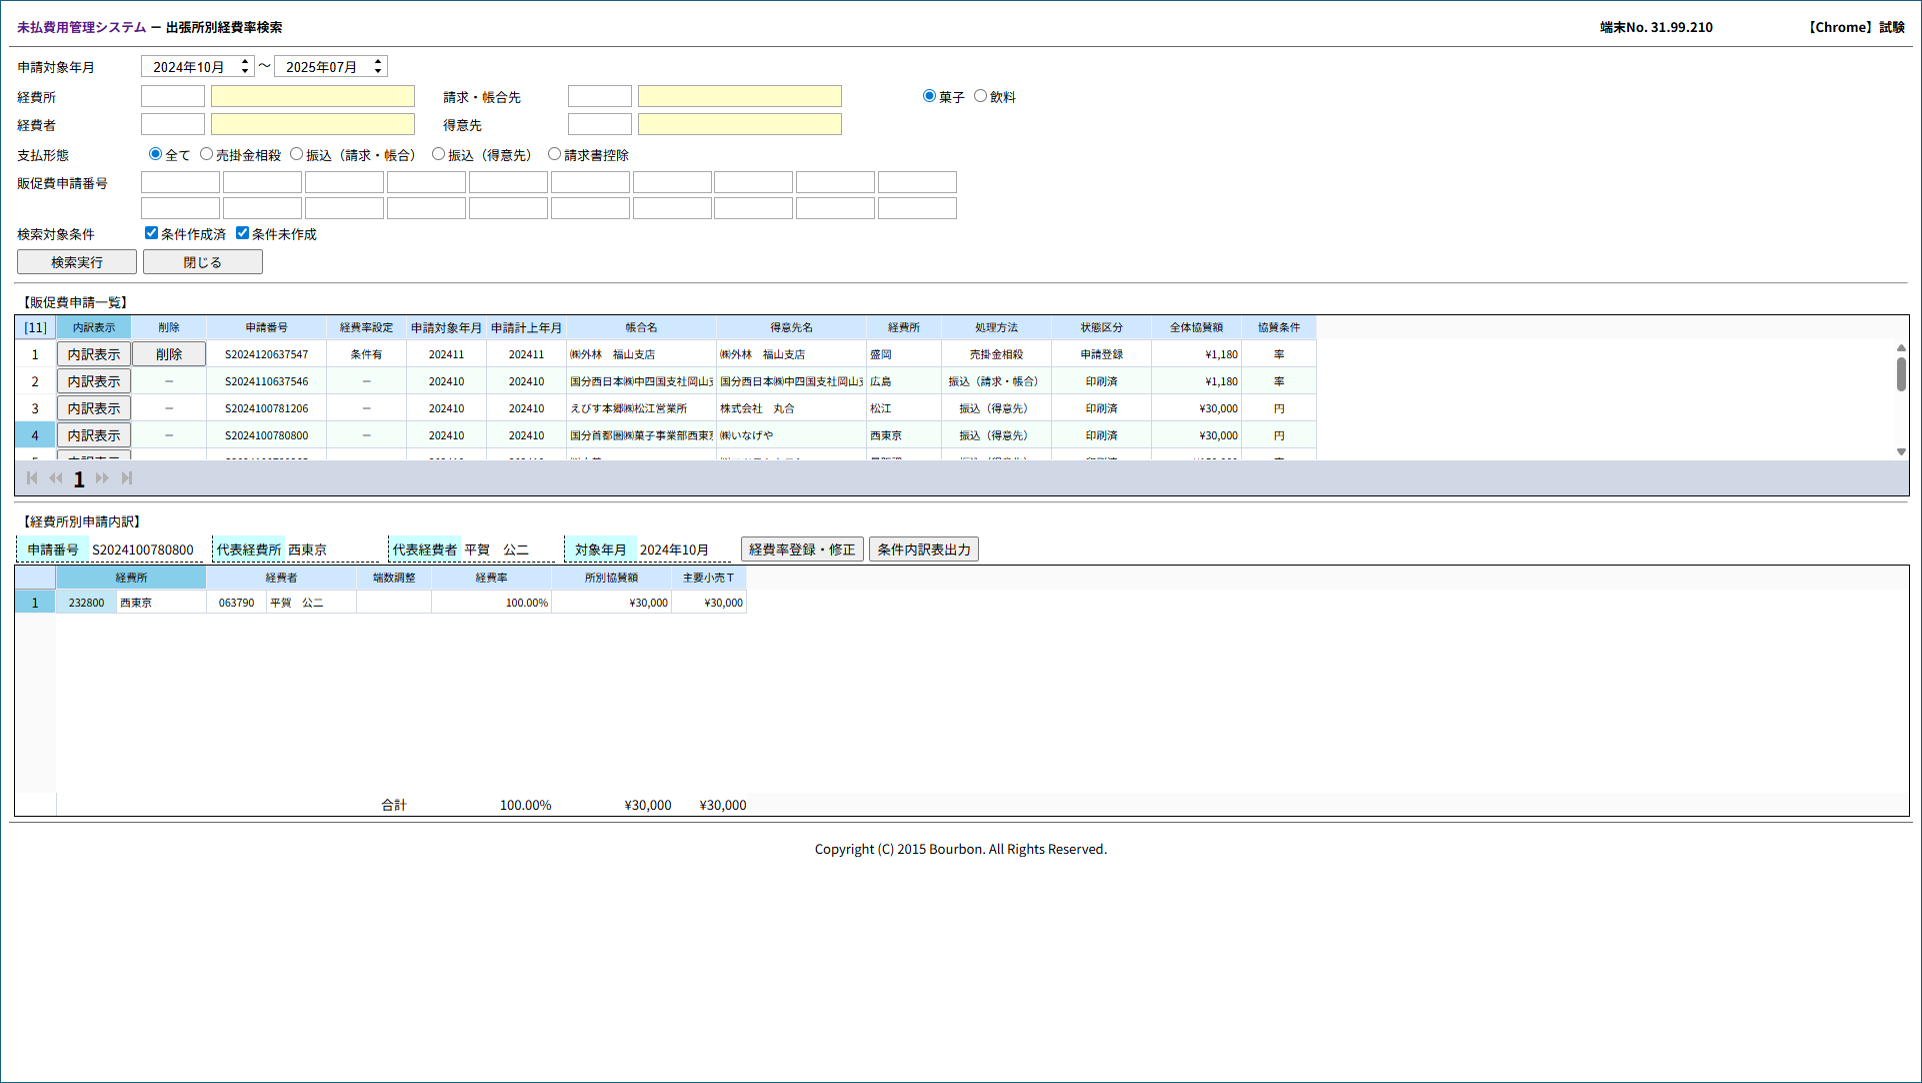 未払費用管理システム － 出張所別経費率検索 端末No. 31.99.210 【Chrome】試験
申請対象年月 2024年10月 ～ 2025年07月
経費所 請求・帳合先 菓子 飲料
経費者 得意先
支払形態 全て 売掛金相殺 振込（請求・帳合） 振込（得意先） 請求書控除
販促費申請番号
検索対象条件 条件作成済 条件未作成
検索実行 閉じる
【販促費申請一覧】
[11] 内訳表示 削除 申請番号 経費率設定 申請対象年月 申請計上年月 帳合名 得意先名 経費所 処理方法 状態区分 全体協賛額 協賛条件
1 内訳表示 削除 S2024120637547 条件有 202411 202411 ㈱外林　福山支店 ㈱外林　福山支店 盛岡 売掛金相殺 申請登録 ¥1,180 率
2 内訳表示 － S2024110637546 － 202410 202410 国分西日本㈱中四国支社岡山支 国分西日本㈱中四国支社岡山支 広島 振込（請求・帳合） 印刷済 ¥1,180 率
3 内訳表示 － S2024100781206 － 202410 202410 えびす本郷㈱松江営業所 株式会社　丸合 松江 振込（得意先） 印刷済 ¥30,000 円
4 内訳表示 － S2024100780800 － 202410 202410 国分首都圏㈱菓子事業部西東京 ㈱いなげや 西東京 振込（得意先） 印刷済 ¥30,000 円
1
【経費所別申請内訳】
申請番号 S2024100780800 代表経費所 西東京 代表経費者 平賀　公二 対象年月 2024年10月 経費率登録・修正 条件内訳表出力
経費所 経費者 端数調整 経費率 所別協賛額 主要小売Ｔ
1 232800 西東京 063790 平賀　公二 100.00% ¥30,000 ¥30,000
合計 100.00% ¥30,000 ¥30,000
Copyright (C) 2015 Bourbon. All Rights Reserved.